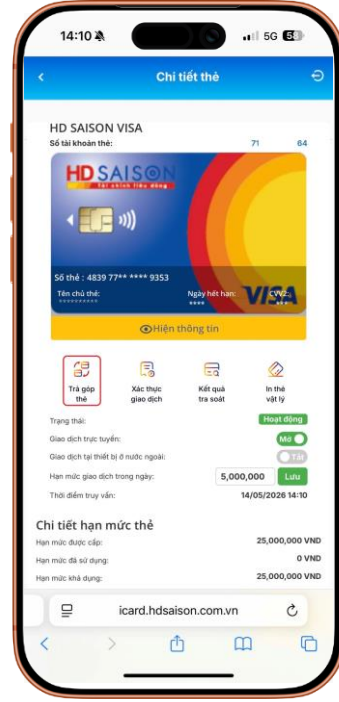 14:10
5G 58
Chi tiết thẻ
HD SAISON VISA
Số tài khoản thẻ: 71 64
HD SAISON
Tài chính tiêu dùng
Số thẻ : 4839 77** **** 9353
Tên chủ thẻ: Ngày hết hạn: CVV2:
********** ****
VISA
Hiện thông tin
Trả góp thẻ
Xác thực giao dịch
Kết quả tra soát
In thẻ vật lý
Trạng thái: Hoạt động
Giao dịch trực tuyến: Mở
Giao dịch tại thiết bị ở nước ngoài: Tắt
Hạn mức giao dịch trong ngày: 5,000,000 Lưu
Thời điểm truy vấn: 14/05/2026 14:10
Chi tiết hạn mức thẻ
Hạn mức được cấp: 25,000,000 VND
Hạn mức đã sử dụng: 0 VND
Hạn mức khả dụng: 25,000,000 VND
icard.hdsaison.com.vn